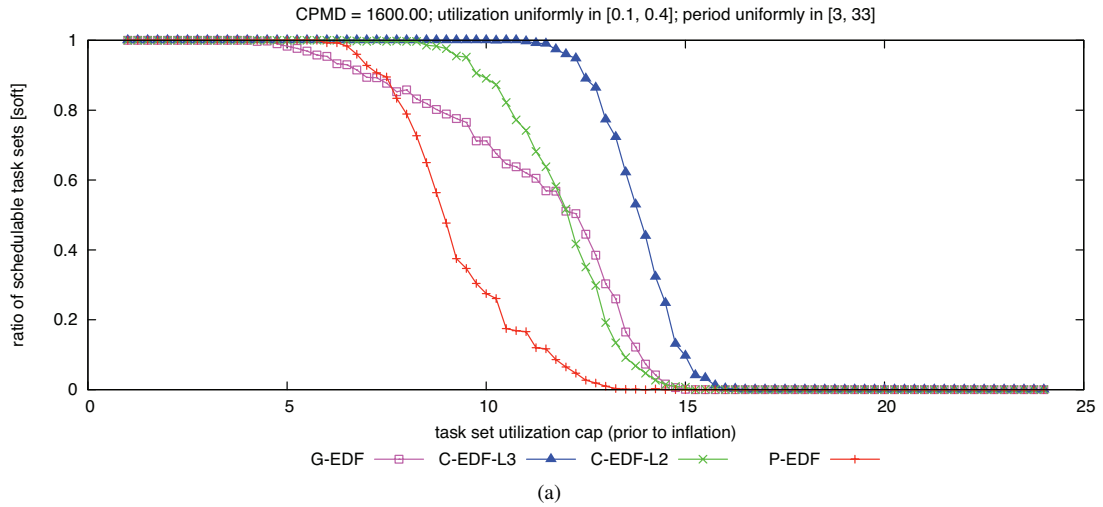 CPMD = 1600.00; utilization uniformly in [0.1, 0.4]; period uniformly in [3, 33]
ratio of schedulable task sets [soft]
1
0.8
0.6
0.4
0.2
0
0 5 10 15 20 25
task set utilization cap (prior to inflation)
G-EDF C-EDF-L3 C-EDF-L2 P-EDF
(a)